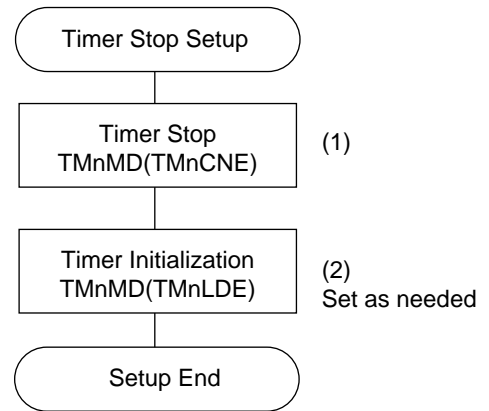 Timer Stop Setup
Timer Stop
TMnMD(TMnCNE)
(1)
Timer Initialization
TMnMD(TMnLDE)
(2)
Set as needed
Setup End